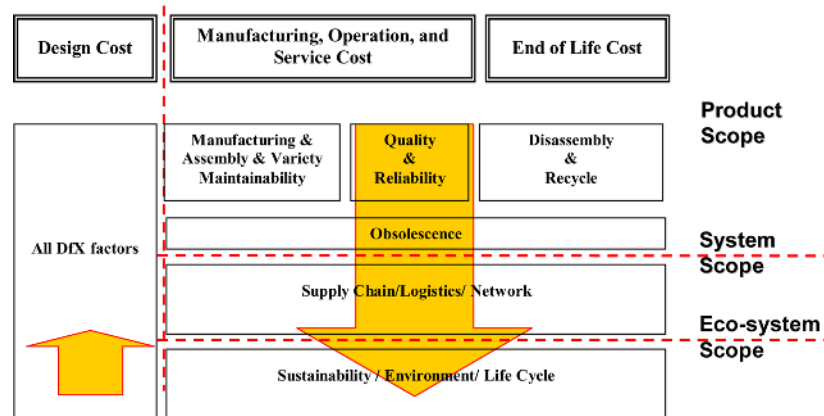 Design Cost
Manufacturing, Operation, and
Service Cost
End of Life Cost
Product
Scope
Manufacturing &
Assembly & Variety
Maintainability
Quality
&
Reliability
Disassembly
&
Recycle
All DfX factors
Obsolescence
System
Scope
Supply Chain/Logistics/ Network
Eco-system
Scope
Sustainability / Environment/ Life Cycle